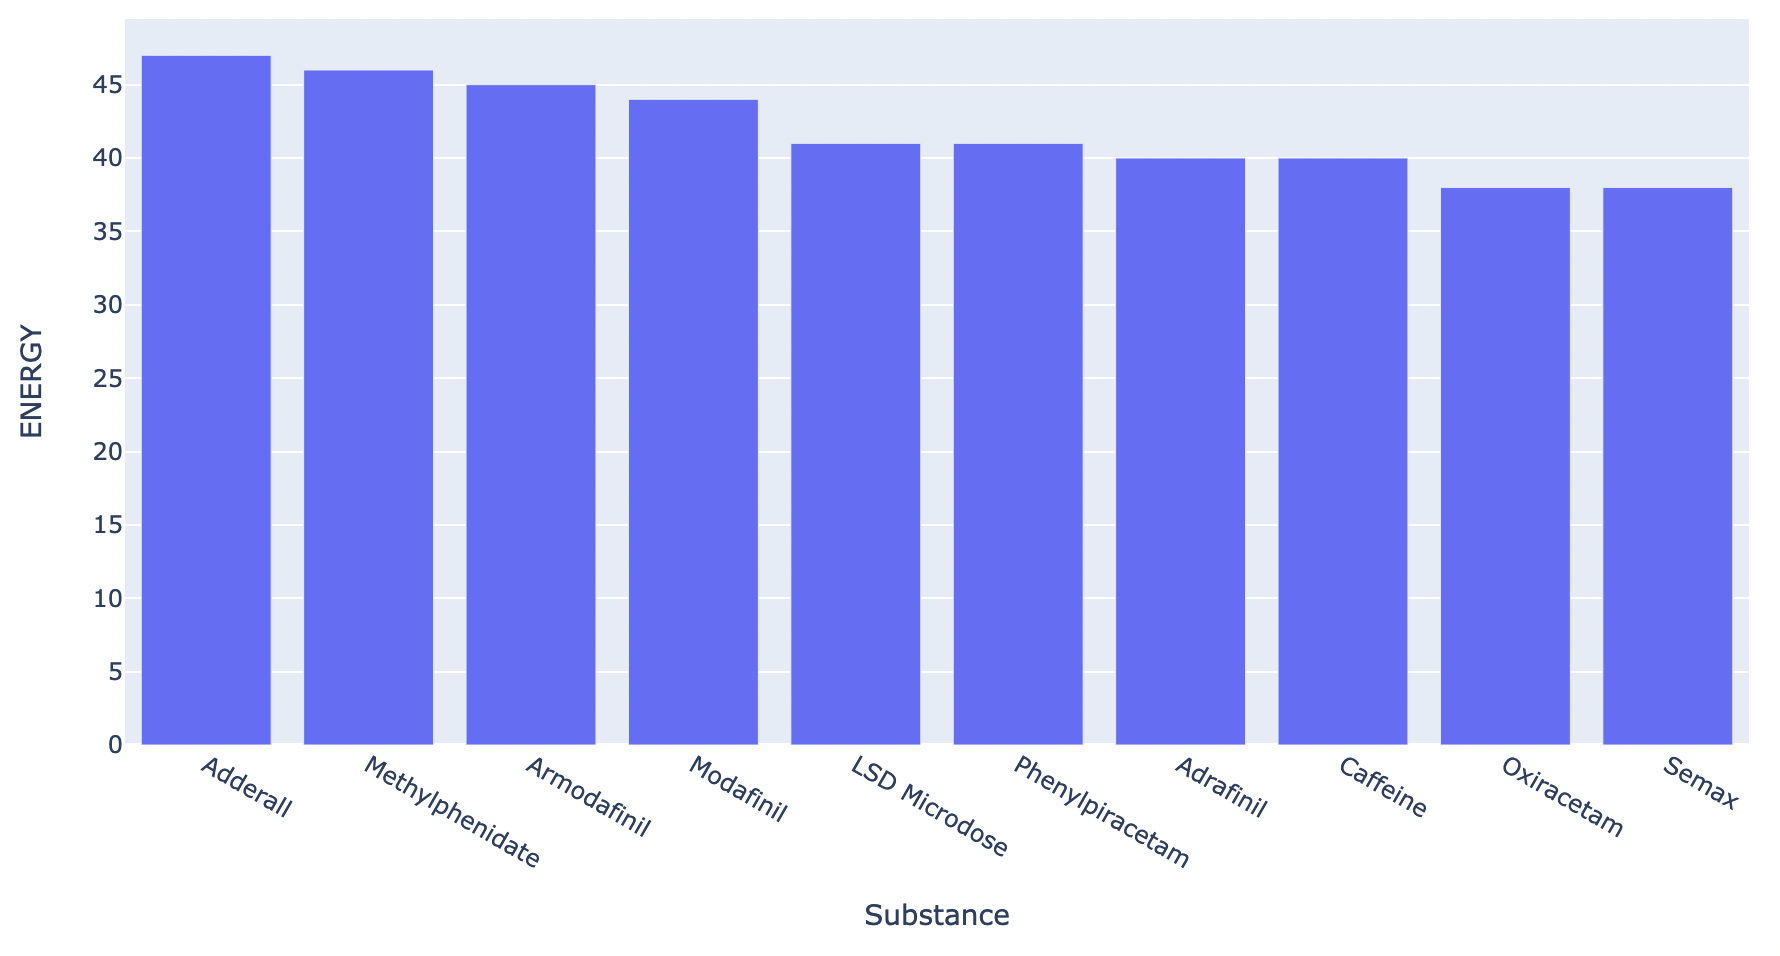 ENERGY
45
40
35
30
25
20
15
10
5
0
Adderall
Methylphenidate
Armodafinil
Modafinil
LSD Microdose
Phenylpiracetam
Adrafinil
Caffeine
Oxiracetam
Semax
Substance